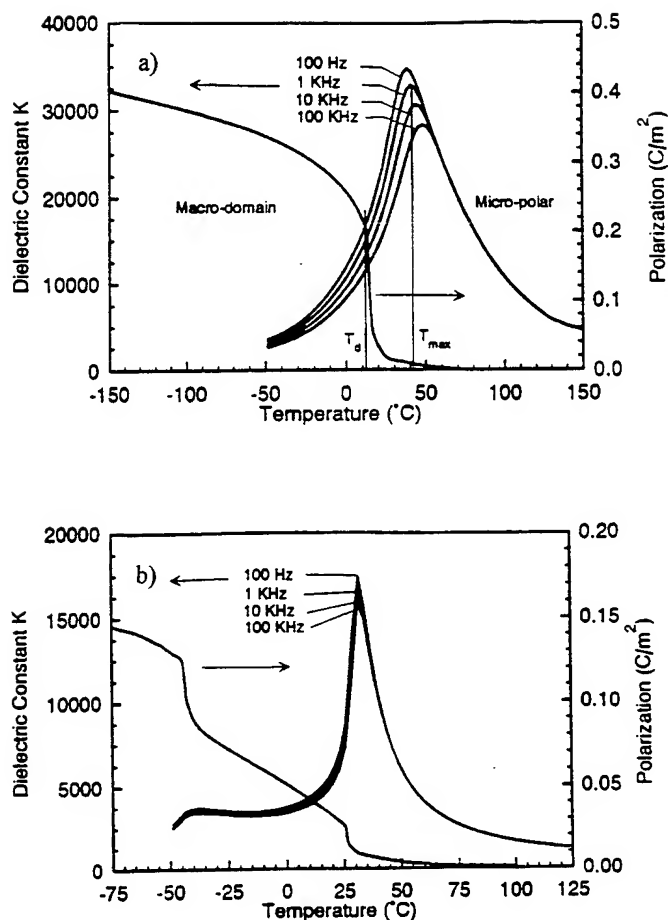 40000
30000
20000
10000
0
Dielectric Constant K
a)
100 Hz
1 KHz
10 KHz
100 KHz
Macro-domain
Micro-polar
T_d
T_max
0.5
0.4
0.3
0.2
0.1
0.0
Polarization (C/m²)
-150 -100 -50 0 50 100 150
Temperature (°C)
20000
15000
10000
5000
0
Dielectric Constant K
b)
100 Hz
1 KHz
10 KHz
100 KHz
0.20
0.15
0.10
0.05
0.00
Polarization (C/m²)
-75 -50 -25 0 25 50 75 100 125
Temperature (°C)